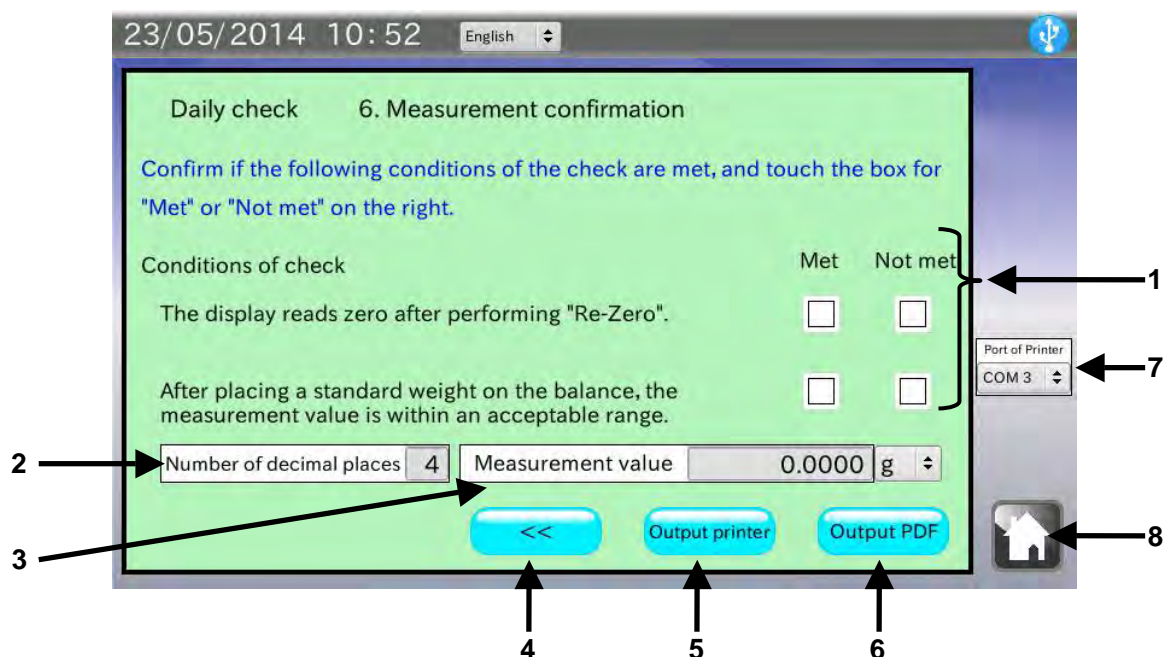 23/05/2014 10:52 English
Daily check 6. Measurement confirmation
Confirm if the following conditions of the check are met, and touch the box for
"Met" or "Not met" on the right.
Conditions of check Met Not met
1
The display reads zero after performing "Re-Zero".
Port of Printer
COM 3
7
After placing a standard weight on the balance, the
measurement value is within an acceptable range.
2 Number of decimal places 4 Measurement value 0.0000 g
3
<< Output printer Output PDF
8
4 5 6